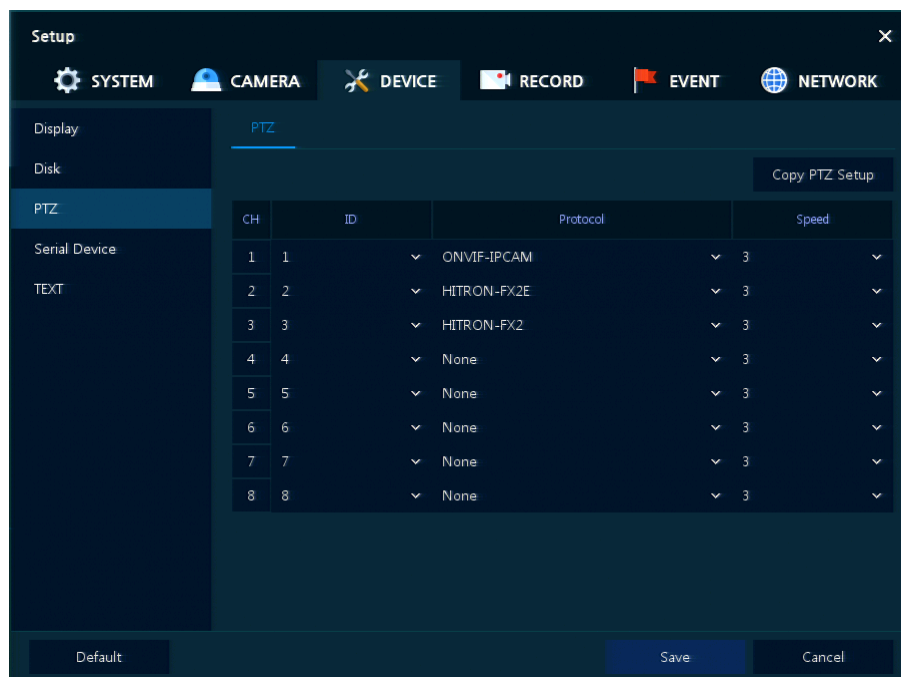 Setup
SYSTEM CAMERA DEVICE RECORD EVENT NETWORK
Display
Disk
PTZ
Serial Device
TEXT
PTZ
Copy PTZ Setup
CH ID Protocol Speed
1 1 ONVIF-IPCAM 3
2 2 HITRON-FX2E 3
3 3 HITRON-FX2 3
4 4 None 3
5 5 None 3
6 6 None 3
7 7 None 3
8 8 None 3
Default Save Cancel